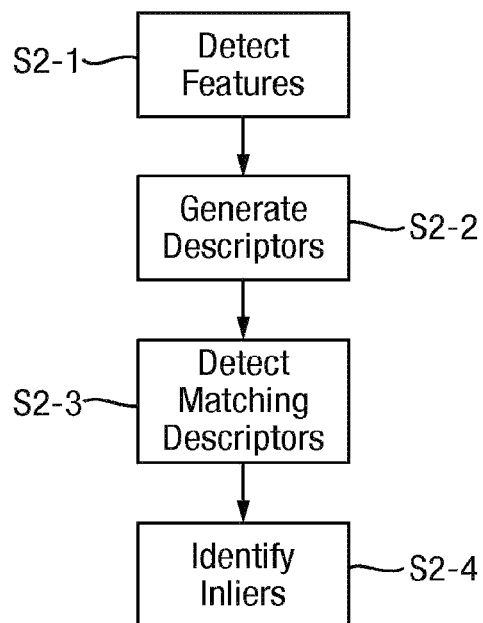 S2-1
Detect
Features
Generate
Descriptors
S2-2
S2-3
Detect
Matching
Descriptors
Identify
Inliers
S2-4